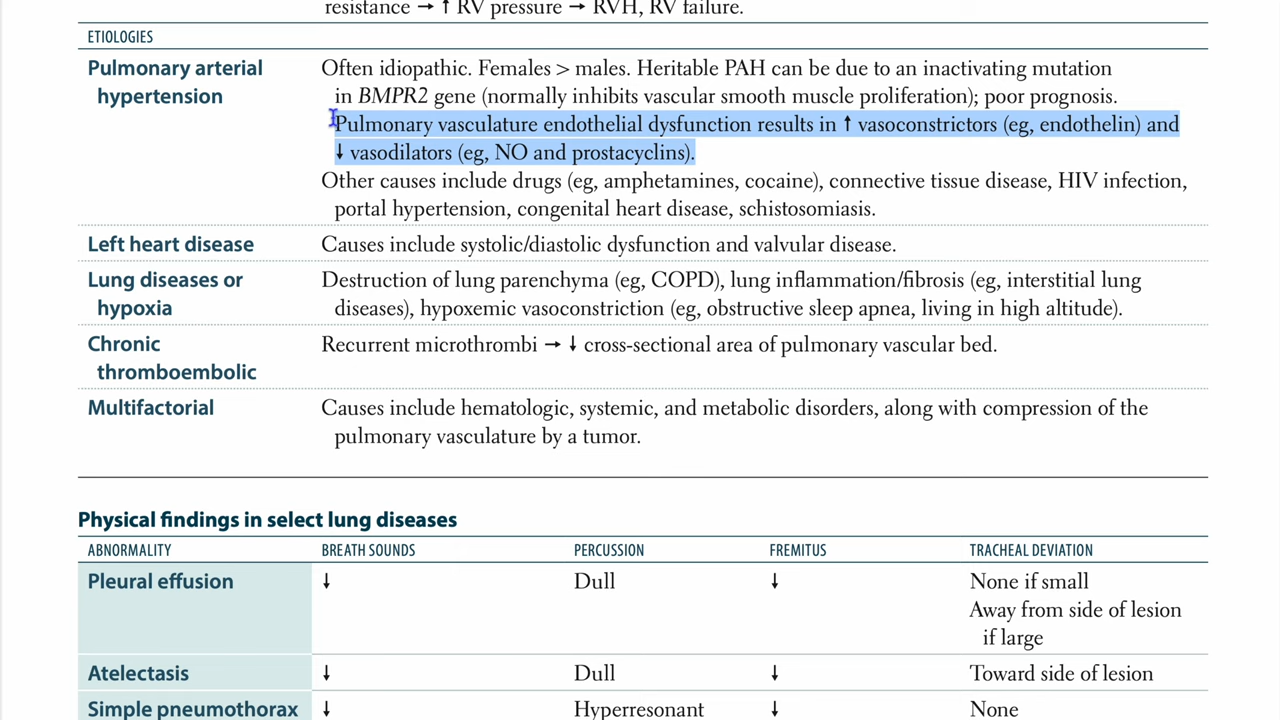 resistance → ↑ RV pressure → RVH, RV failure.
ETIOLOGIES
Pulmonary arterial hypertension
Often idiopathic. Females > males. Heritable PAH can be due to an inactivating mutation
in BMPR2 gene (normally inhibits vascular smooth muscle proliferation); poor prognosis.
Pulmonary vasculature endothelial dysfunction results in ↑ vasoconstrictors (eg, endothelin) and
↓ vasodilators (eg, NO and prostacyclins).
Other causes include drugs (eg, amphetamines, cocaine), connective tissue disease, HIV infection,
portal hypertension, congenital heart disease, schistosomiasis.
Left heart disease
Causes include systolic/diastolic dysfunction and valvular disease.
Lung diseases or
hypoxia
Destruction of lung parenchyma (eg, COPD), lung inflammation/fibrosis (eg, interstitial lung
diseases), hypoxemic vasoconstriction (eg, obstructive sleep apnea, living in high altitude).
Chronic
thromboembolic
Recurrent microthrombi → ↓ cross-sectional area of pulmonary vascular bed.
Multifactorial
Causes include hematologic, systemic, and metabolic disorders, along with compression of the
pulmonary vasculature by a tumor.
Physical findings in select lung diseases
ABNORMALITY BREATH SOUNDS PERCUSSION FREMITUS TRACHEAL DEVIATION
Pleural effusion ↓ Dull ↓ None if small
Away from side of lesion
if large
Atelectasis ↓ Dull ↓ Toward side of lesion
Simple pneumothorax ↓ Hyperresonant ↓ None